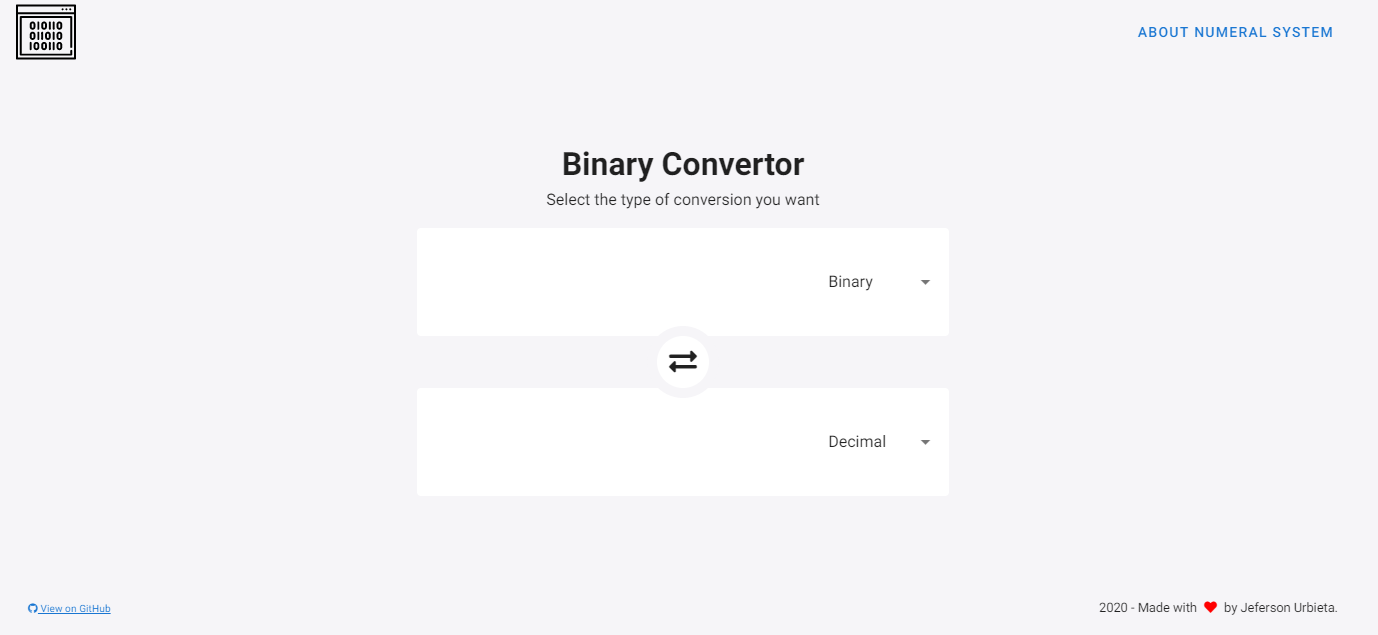 010110
011010
100110
ABOUT NUMERAL SYSTEM
Binary Convertor
Select the type of conversion you want
Binary
Decimal
View on GitHub
2020 - Made with ❤ by Jeferson Urbieta.